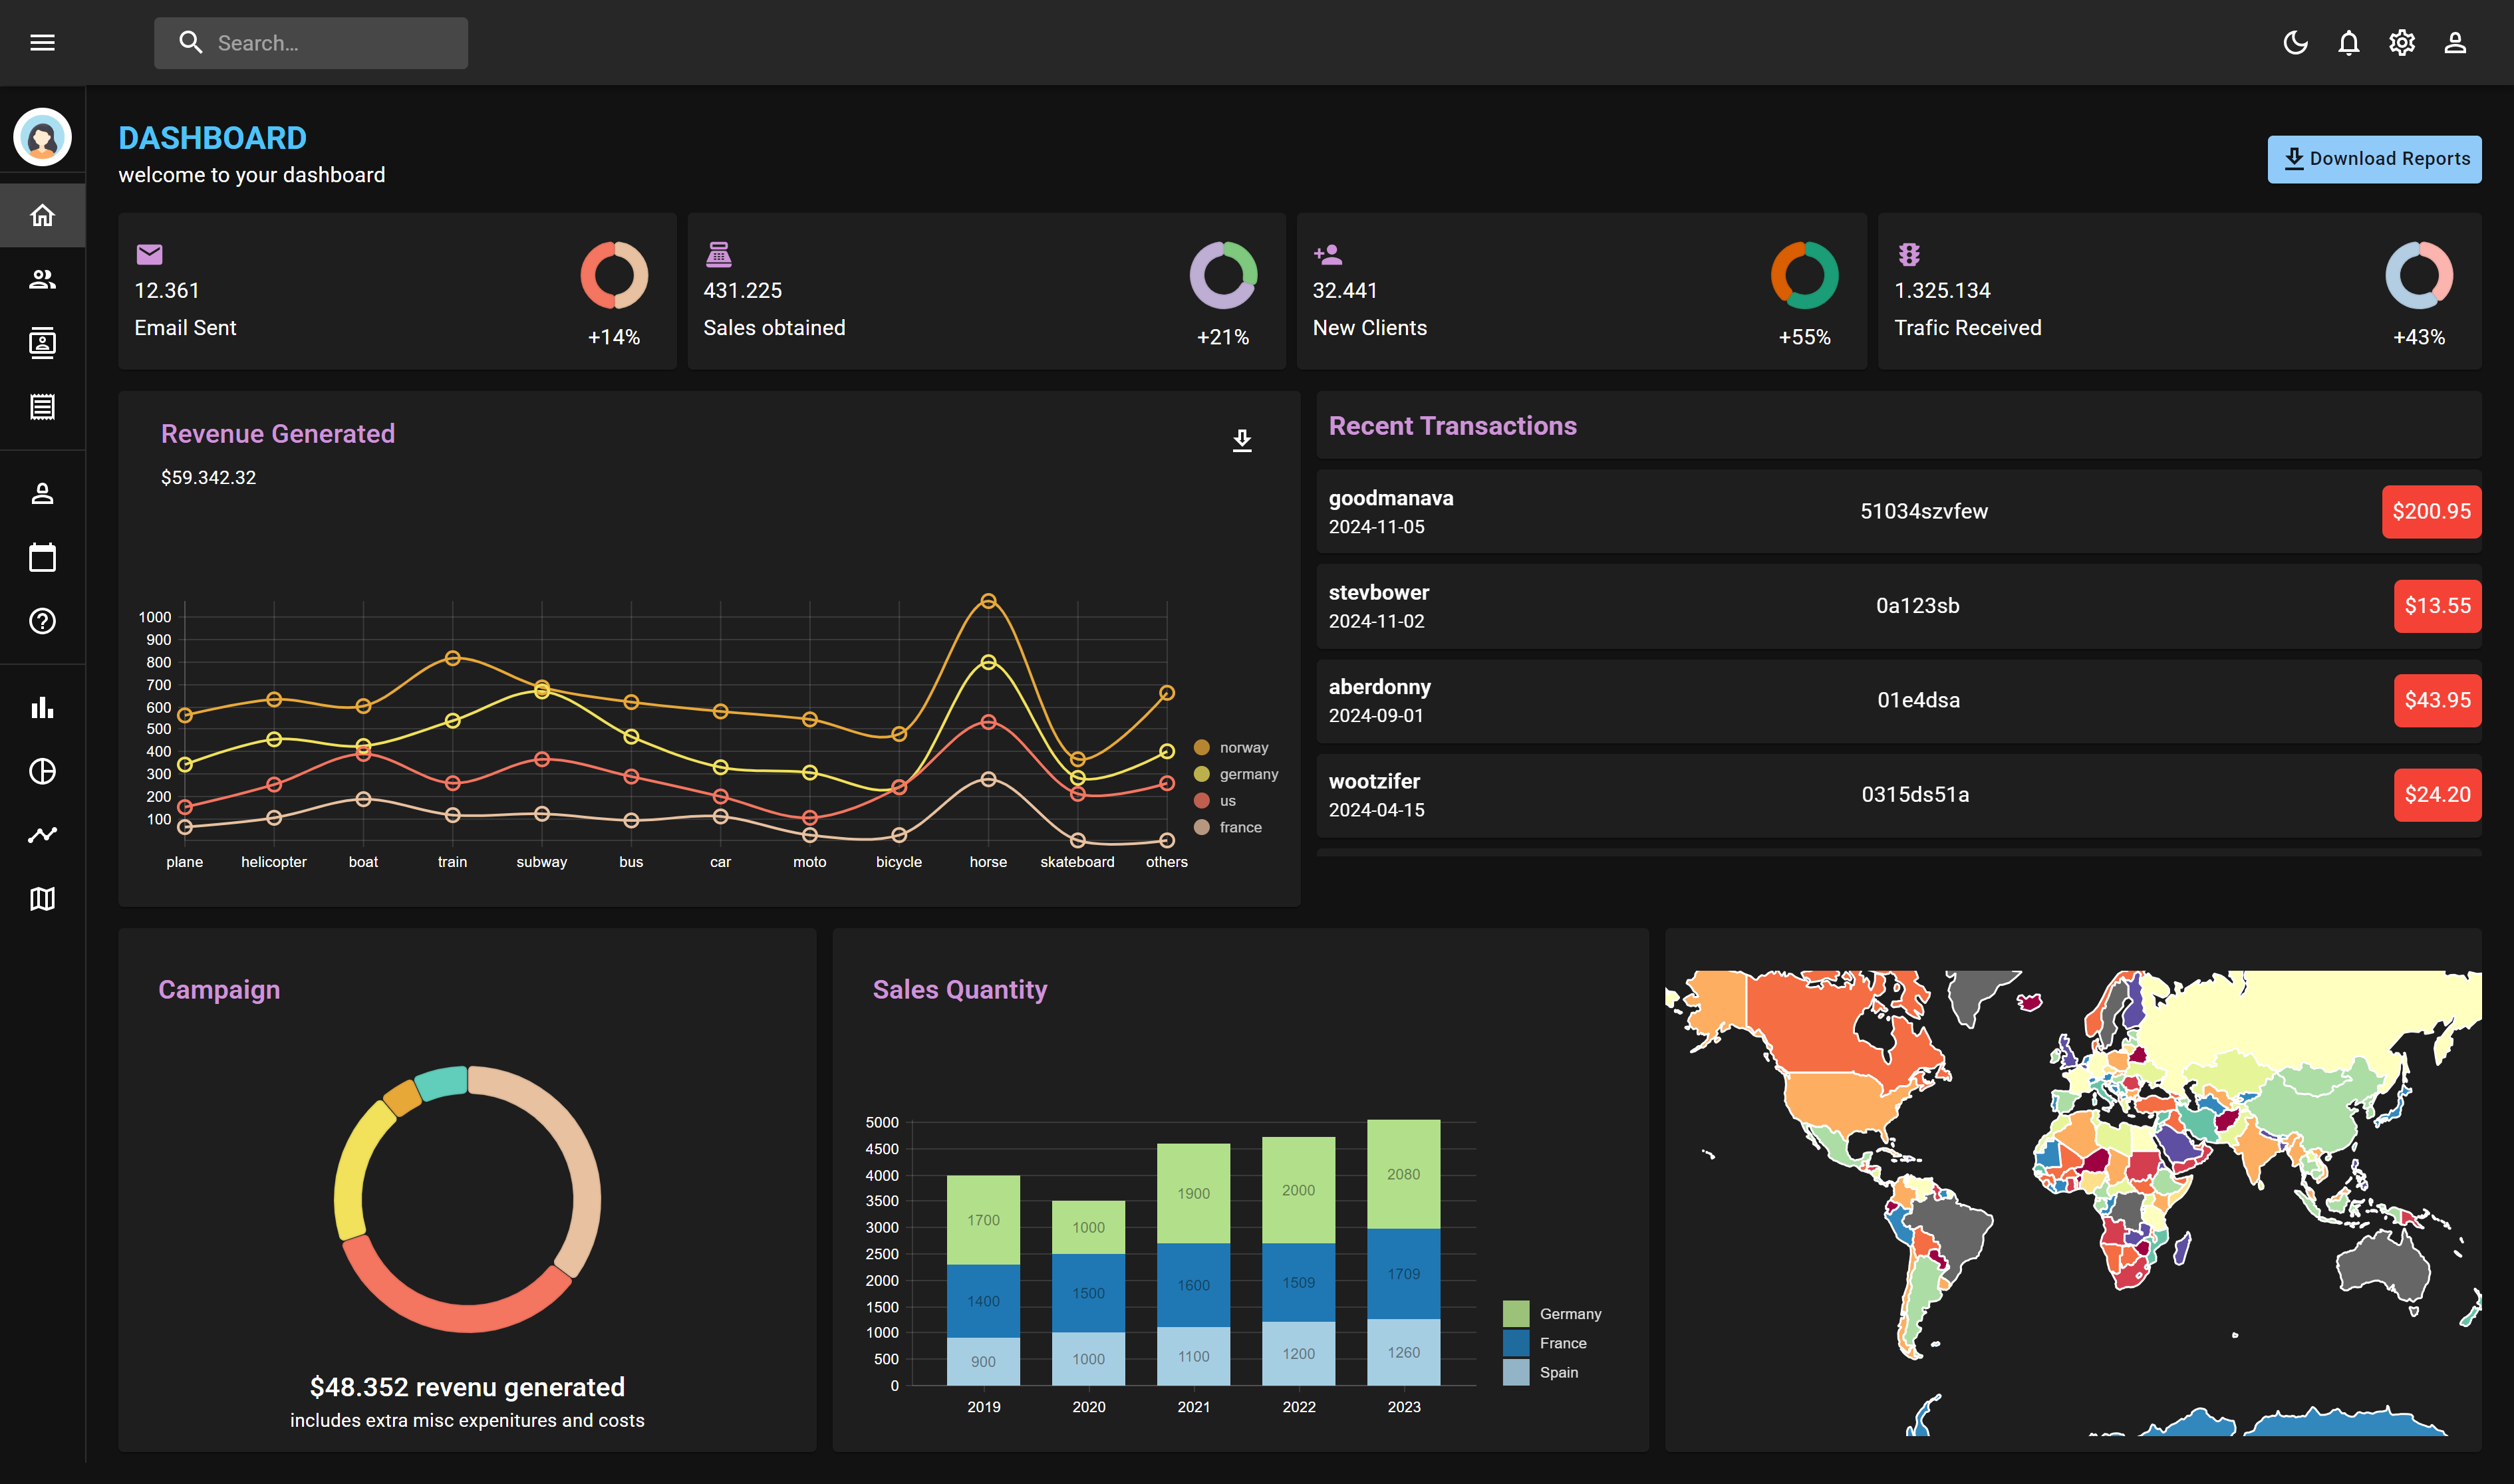 Search…
DASHBOARD
welcome to your dashboard
Download Reports
12.361
Email Sent
+14%
431.225
Sales obtained
+21%
32.441
New Clients
+55%
1.325.134
Trafic Received
+43%
Revenue Generated
$59.342.32
1000
900
800
700
600
500
400
300
200
100
plane helicopter boat train subway bus car moto bicycle horse skateboard others
norway
germany
us
france
Recent Transactions
goodmanava
2024-11-05
51034szvfew
$200.95
stevbower
2024-11-02
0a123sb
$13.55
aberdonny
2024-09-01
01e4dsa
$43.95
wootzifer
2024-04-15
0315ds51a
$24.20
Campaign
$48.352 revenu generated
includes extra misc expenitures and costs
Sales Quantity
5000
4500
4000
3500
3000
2500
2000
1500
1000
500
0
1700
1400
900
1000
1500
1000
1900
1600
1100
2000
1509
1200
2080
1709
1260
2019 2020 2021 2022 2023
Germany
France
Spain